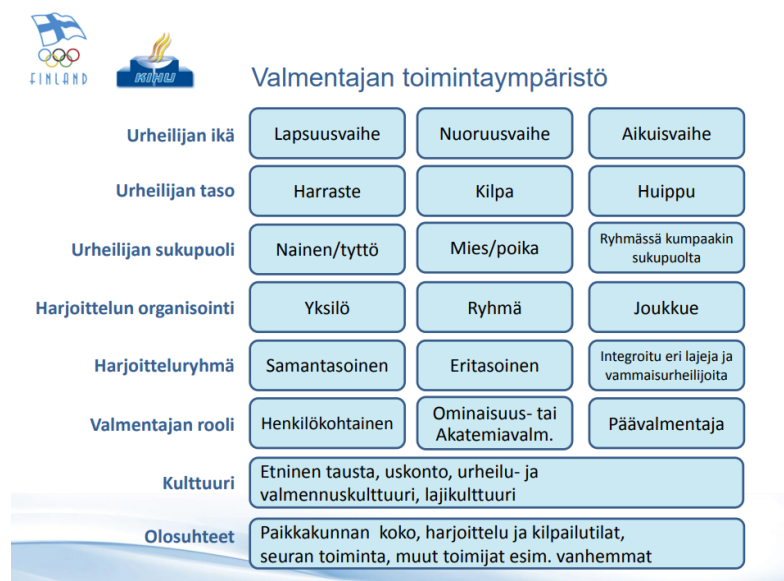 FINLAND
KIHU
Valmentajan toimintaympäristö
Urheilijan ikä
Lapsuusvaihe
Nuoruusvaihe
Aikuisvaihe
Urheilijan taso
Harraste
Kilpa
Huippu
Urheilijan sukupuoli
Nainen/tyttö
Mies/poika
Ryhmässä kumpaakin
sukupuolta
Harjoittelun organisointi
Yksilö
Ryhmä
Joukkue
Harjoitteluryhmä
Samantasoinen
Eritasoinen
Integroitu eri lajeja ja
vammaisurheilijoita
Valmentajan rooli
Henkilökohtainen
Ominaisuus- tai
Akatemiavalm.
Päävalmentaja
Kulttuuri
Etninen tausta, uskonto, urheilu- ja
valmennuskulttuuri, lajikulttuuri
Olosuhteet
Paikkakunnan koko, harjoittelu ja kilpailutilat,
seuran toiminta, muut toimijat esim. vanhemmat